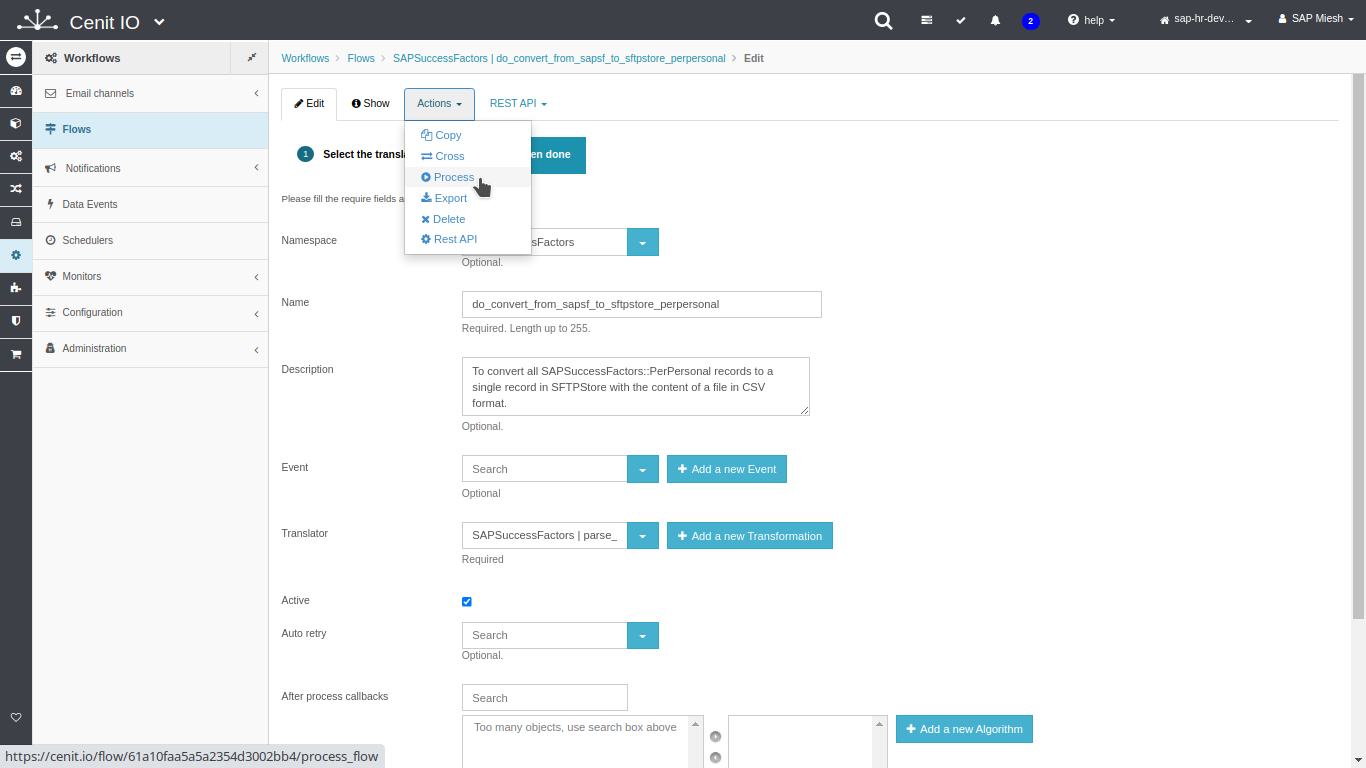 Cenit IO
2
help
sap-hr-dev...
SAP Miesh
Workflows
Email channels
Flows
Notifications
Data Events
Schedulers
Monitors
Configuration
Administration
Workflows > Flows > SAPSuccessFactors | do_convert_from_sapsf_to_sftpstore_perpersonal > Edit
Edit
Show
Actions
REST API
Copy
Cross
Process
Export
Delete
Rest API
1 Select the transl
en done
Please fill the require fields a
Namespace
sFactors
Optional.
Name
do_convert_from_sapsf_to_sftpstore_perpersonal
Required. Length up to 255.
Description
To convert all SAPSuccessFactors::PerPersonal records to a
single record in SFTPStore with the content of a file in CSV
format.
Optional.
Event
Search
Add a new Event
Optional
Translator
SAPSuccessFactors | parse_
Add a new Transformation
Required
Active
Auto retry
Search
Optional.
After process callbacks
Search
Too many objects, use search box above
Add a new Algorithm
https://cenit.io/flow/61a10faa5a5a2354d3002bb4/process_flow